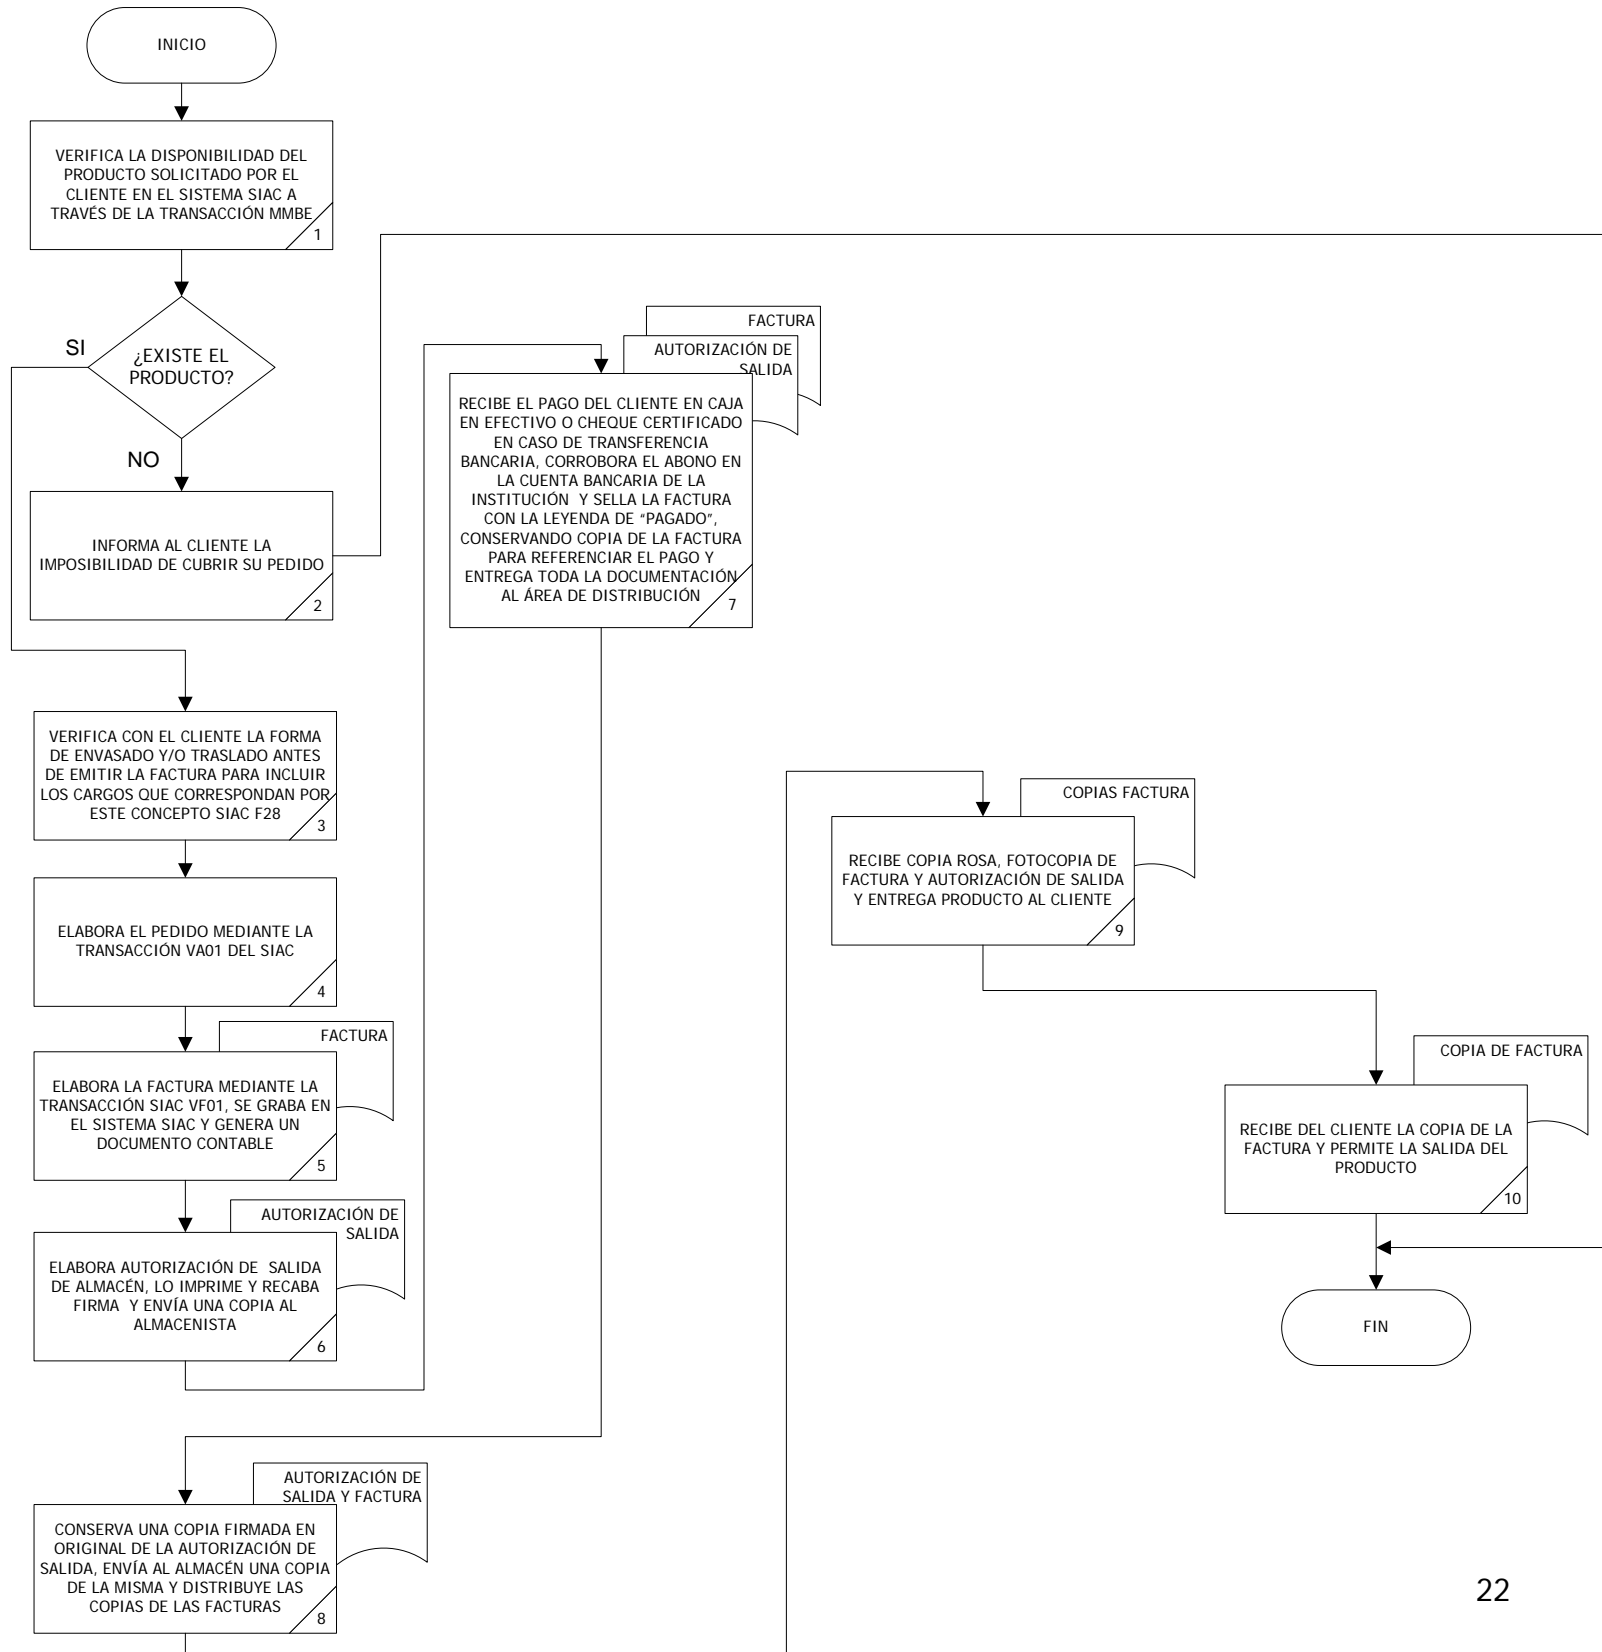 INICIO
VERIFICA LA DISPONIBILIDAD DEL
PRODUCTO SOLICITADO POR EL
CLIENTE EN EL SISTEMA SIAC A
TRAVÉS DE LA TRANSACCIÓN MMBE
1
¿EXISTE EL
PRODUCTO?
SI
NO
INFORMA AL CLIENTE LA
IMPOSIBILIDAD DE CUBRIR SU PEDIDO
2
VERIFICA CON EL CLIENTE LA FORMA
DE ENVASADO Y/O TRASLADO ANTES
DE EMITIR LA FACTURA PARA INCLUIR
LOS CARGOS QUE CORRESPONDAN POR
ESTE CONCEPTO SIAC F28
3
ELABORA EL PEDIDO MEDIANTE LA
TRANSACCIÓN VA01 DEL SIAC
4
FACTURA
ELABORA LA FACTURA MEDIANTE LA
TRANSACCIÓN SIAC VF01, SE GRABA EN
EL SISTEMA SIAC Y GENERA UN
DOCUMENTO CONTABLE
5
AUTORIZACIÓN DE
SALIDA
ELABORA AUTORIZACIÓN DE  SALIDA
DE ALMACÉN, LO IMPRIME Y RECABA
FIRMA  Y ENVÍA UNA COPIA AL
ALMACENISTA
6
FACTURA
AUTORIZACIÓN DE
SALIDA
RECIBE EL PAGO DEL CLIENTE EN CAJA
EN EFECTIVO O CHEQUE CERTIFICADO
EN CASO DE TRANSFERENCIA
BANCARIA, CORROBORA EL ABONO EN
LA CUENTA BANCARIA DE LA
INSTITUCIÓN  Y SELLA LA FACTURA
CON LA LEYENDA DE “PAGADO”,
CONSERVANDO COPIA DE LA FACTURA
PARA REFERENCIAR EL PAGO Y
ENTREGA TODA LA DOCUMENTACIÓN
AL ÁREA DE DISTRIBUCIÓN
7
AUTORIZACIÓN DE
SALIDA Y FACTURA
CONSERVA UNA COPIA FIRMADA EN
ORIGINAL DE LA AUTORIZACIÓN DE
SALIDA, ENVÍA AL ALMACÉN UNA COPIA
DE LA MISMA Y DISTRIBUYE LAS
COPIAS DE LAS FACTURAS
8
COPIAS FACTURA
RECIBE COPIA ROSA, FOTOCOPIA DE
FACTURA Y AUTORIZACIÓN DE SALIDA
Y ENTREGA PRODUCTO AL CLIENTE
9
COPIA DE FACTURA
RECIBE DEL CLIENTE LA COPIA DE LA
FACTURA Y PERMITE LA SALIDA DEL
PRODUCTO
10
FIN
22